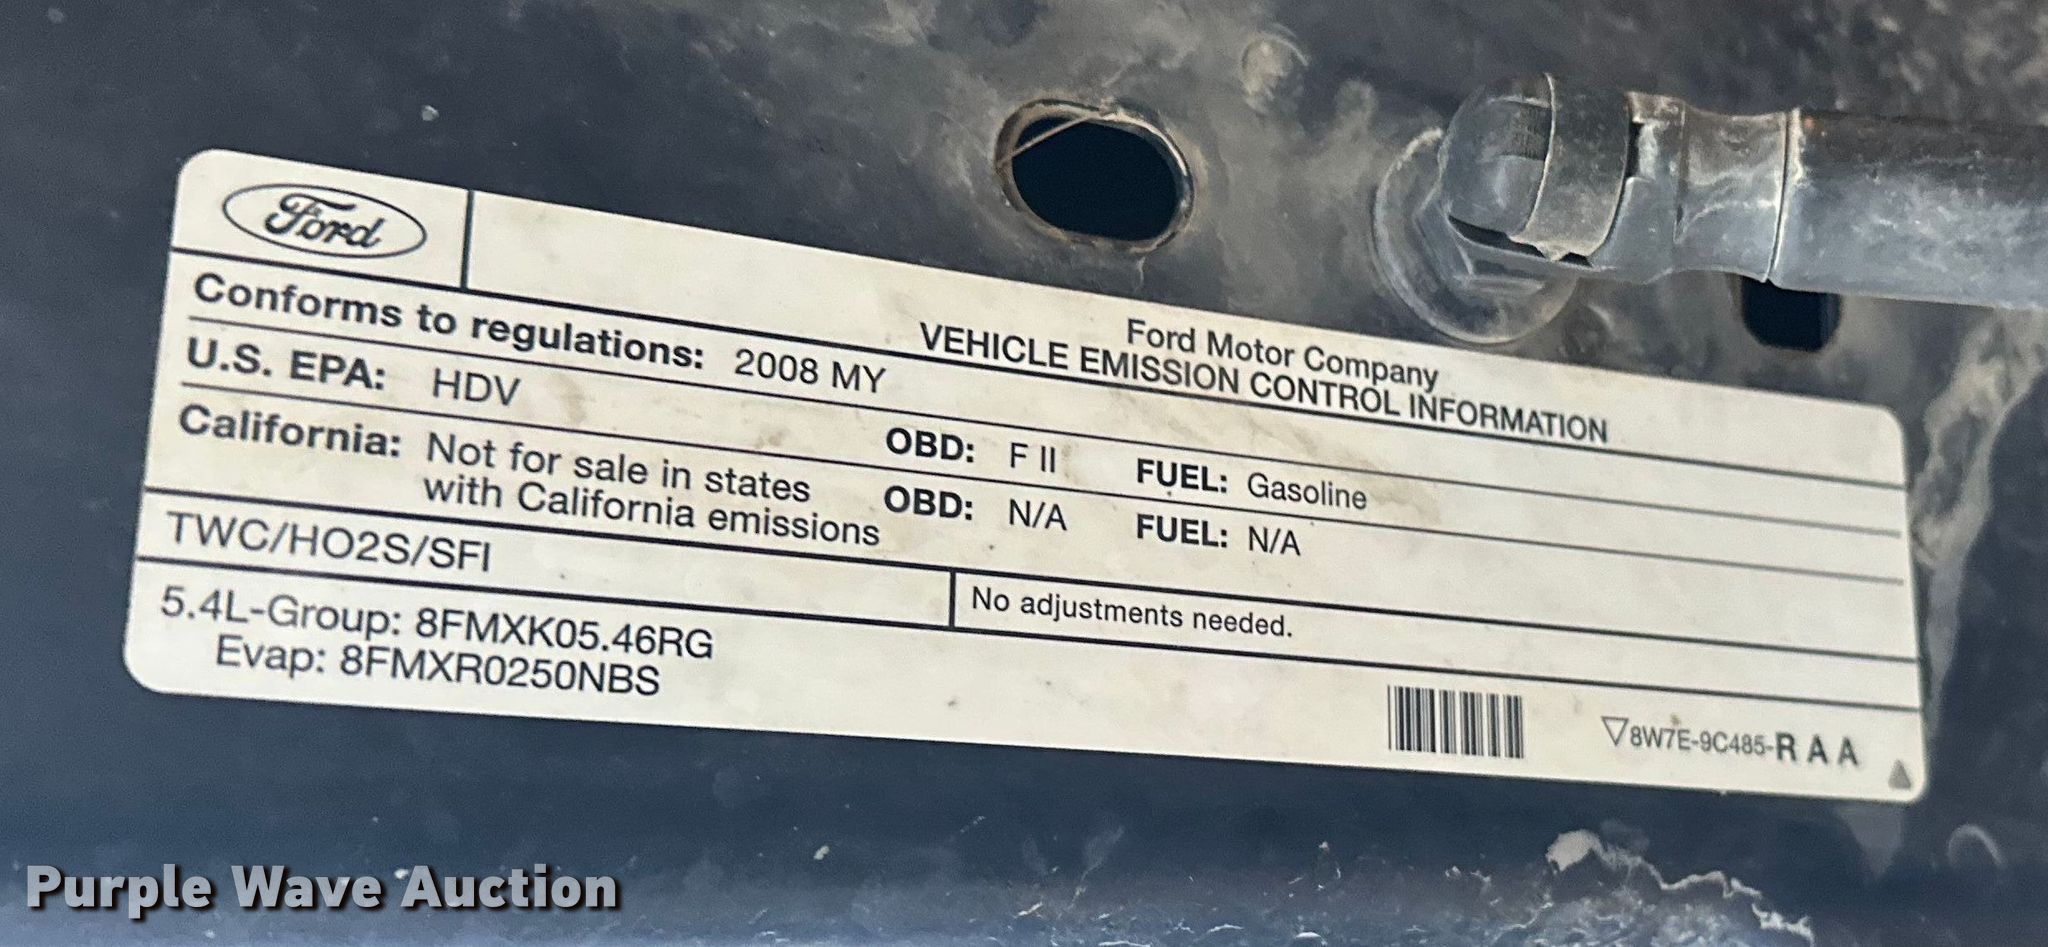 Ford
Ford Motor Company
VEHICLE EMISSION CONTROL INFORMATION
Conforms to regulations: 2008 MY
U.S. EPA: HDV OBD: F II FUEL: Gasoline
California: Not for sale in states
with California emissions OBD: N/A FUEL: N/A
TWC/HO2S/SFI
No adjustments needed.
5.4L-Group: 8FMXK05.46RG
Evap: 8FMXR0250NBS
8W7E-9C485-R A A
Purple Wave Auction